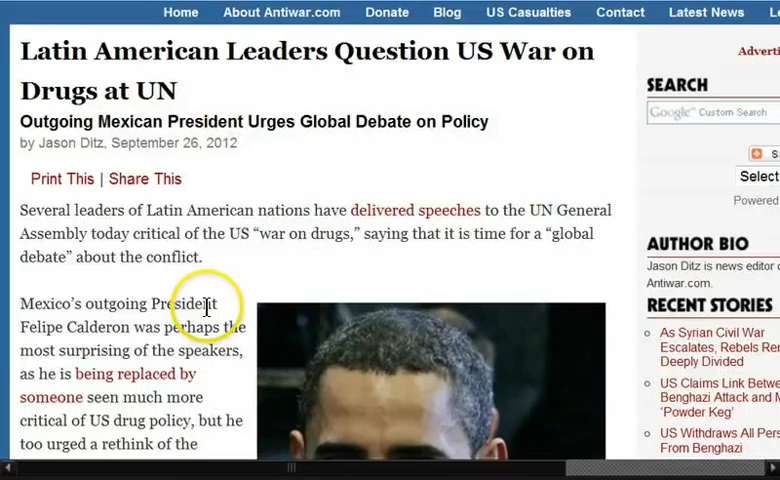 Home About Antiwar.com Donate Blog US Casualties Contact Latest News
Latin American Leaders Question US War on
Drugs at UN
Outgoing Mexican President Urges Global Debate on Policy
by Jason Ditz, September 26, 2012
Print This | Share This
Several leaders of Latin American nations have delivered speeches to the UN General
Assembly today critical of the US “war on drugs,” saying that it is time for a “global
debate” about the conflict.
Mexico’s outgoing President
Felipe Calderon was perhaps the
most surprising of the speakers,
as he is being replaced by
someone seen much more
critical of US drug policy, but he
too urged a rethink of the
Adverti
SEARCH
Google™ Custom Search
S
Select
Powered
AUTHOR BIO
Jason Ditz is news editor
Antiwar.com.
RECENT STORIES
As Syrian Civil War
Escalates, Rebels Re
Deeply Divided
US Claims Link Betwe
Benghazi Attack and M
‘Powder Keg’
US Withdraws All Pers
From Benghazi